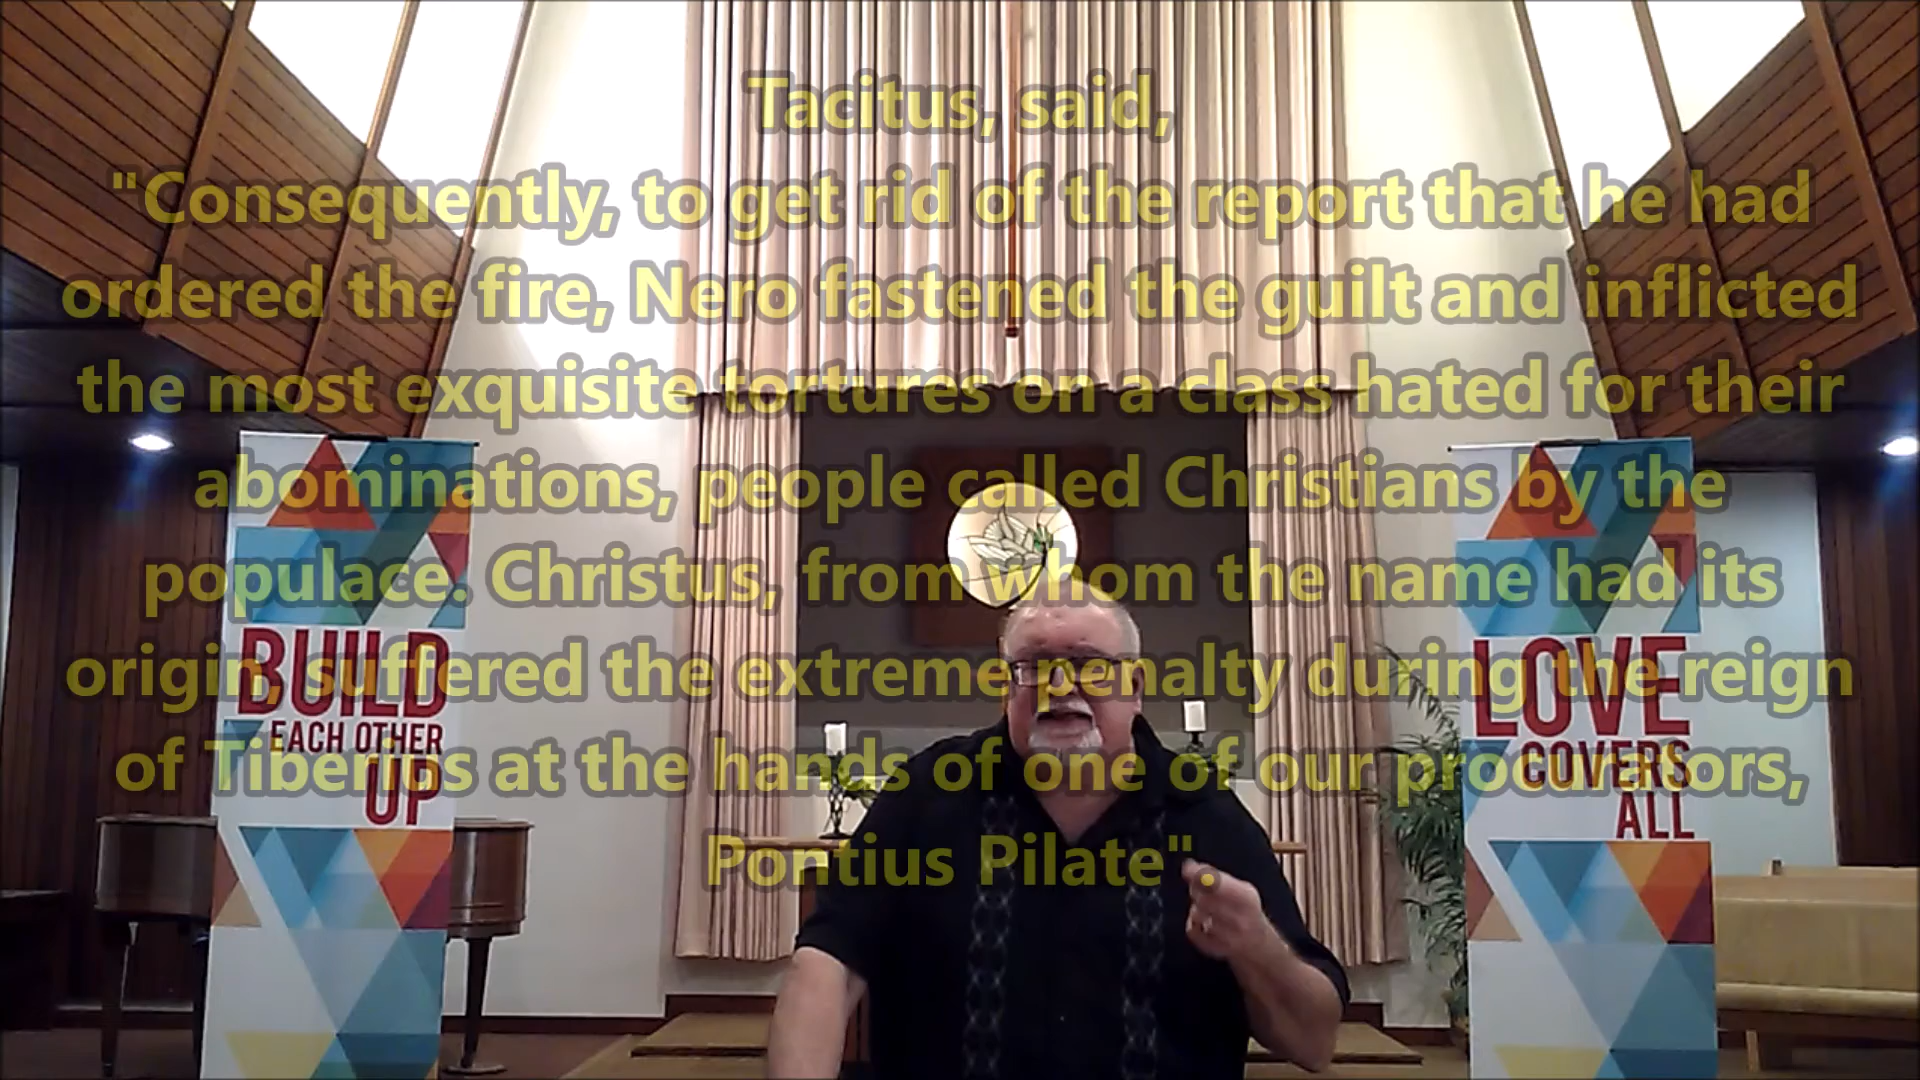 Tacitus, said,
"Consequently, to get rid of the report that he had
ordered the fire, Nero fastened the guilt and inflicted
the most exquisite tortures on a class hated for their
abominations, people called Christians by the
populace. Christus, from whom the name had its
origin, suffered the extreme penalty during the reign
of Tiberius at the hands of one of our procurators,
Pontius Pilate".
BUILD
EACH OTHER
UP
LOVE
COVERS
ALL